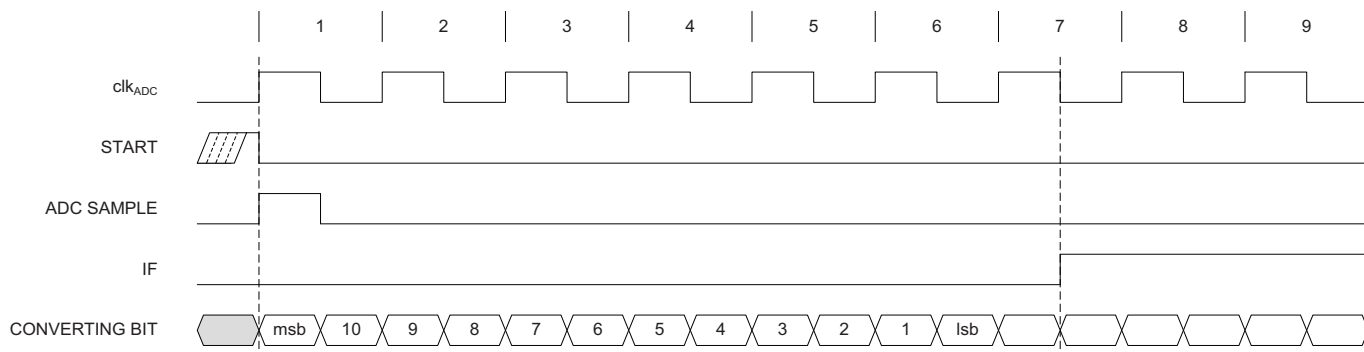 1 2 3 4 5 6 7 8 9
clkADC
START
ADC SAMPLE
IF
CONVERTING BIT msb 10 9 8 7 6 5 4 3 2 1 lsb